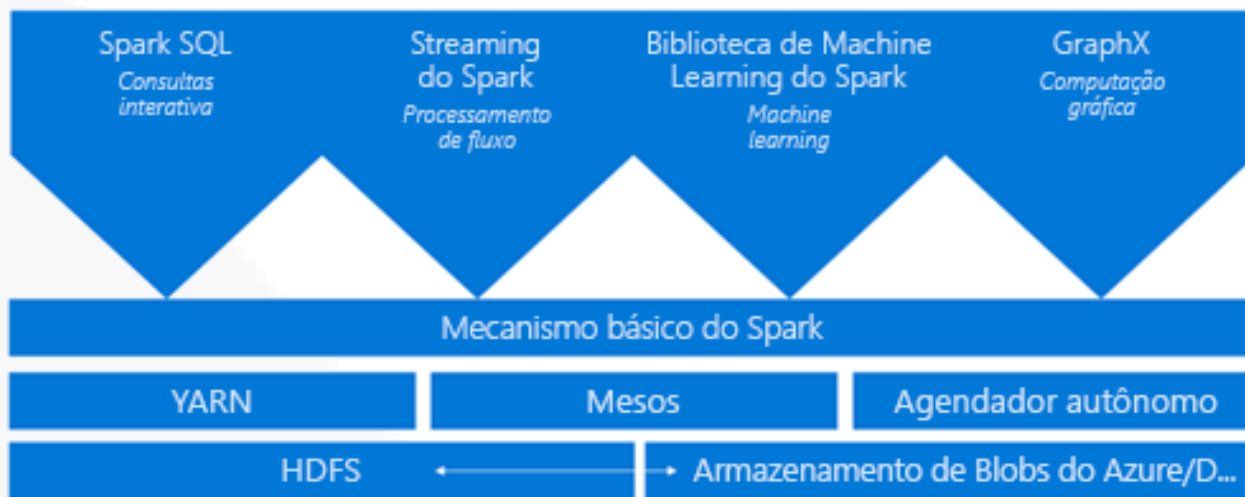 Spark SQL
Consultas
interativa
Streaming
do Spark
Processamento
de fluxo
Biblioteca de Machine
Learning do Spark
Machine
learning
GraphX
Computação
gráfica
Mecanismo básico do Spark
YARN
Mesos
Agendador autônomo
HDFS
Armazenamento de Blobs do Azure/D...